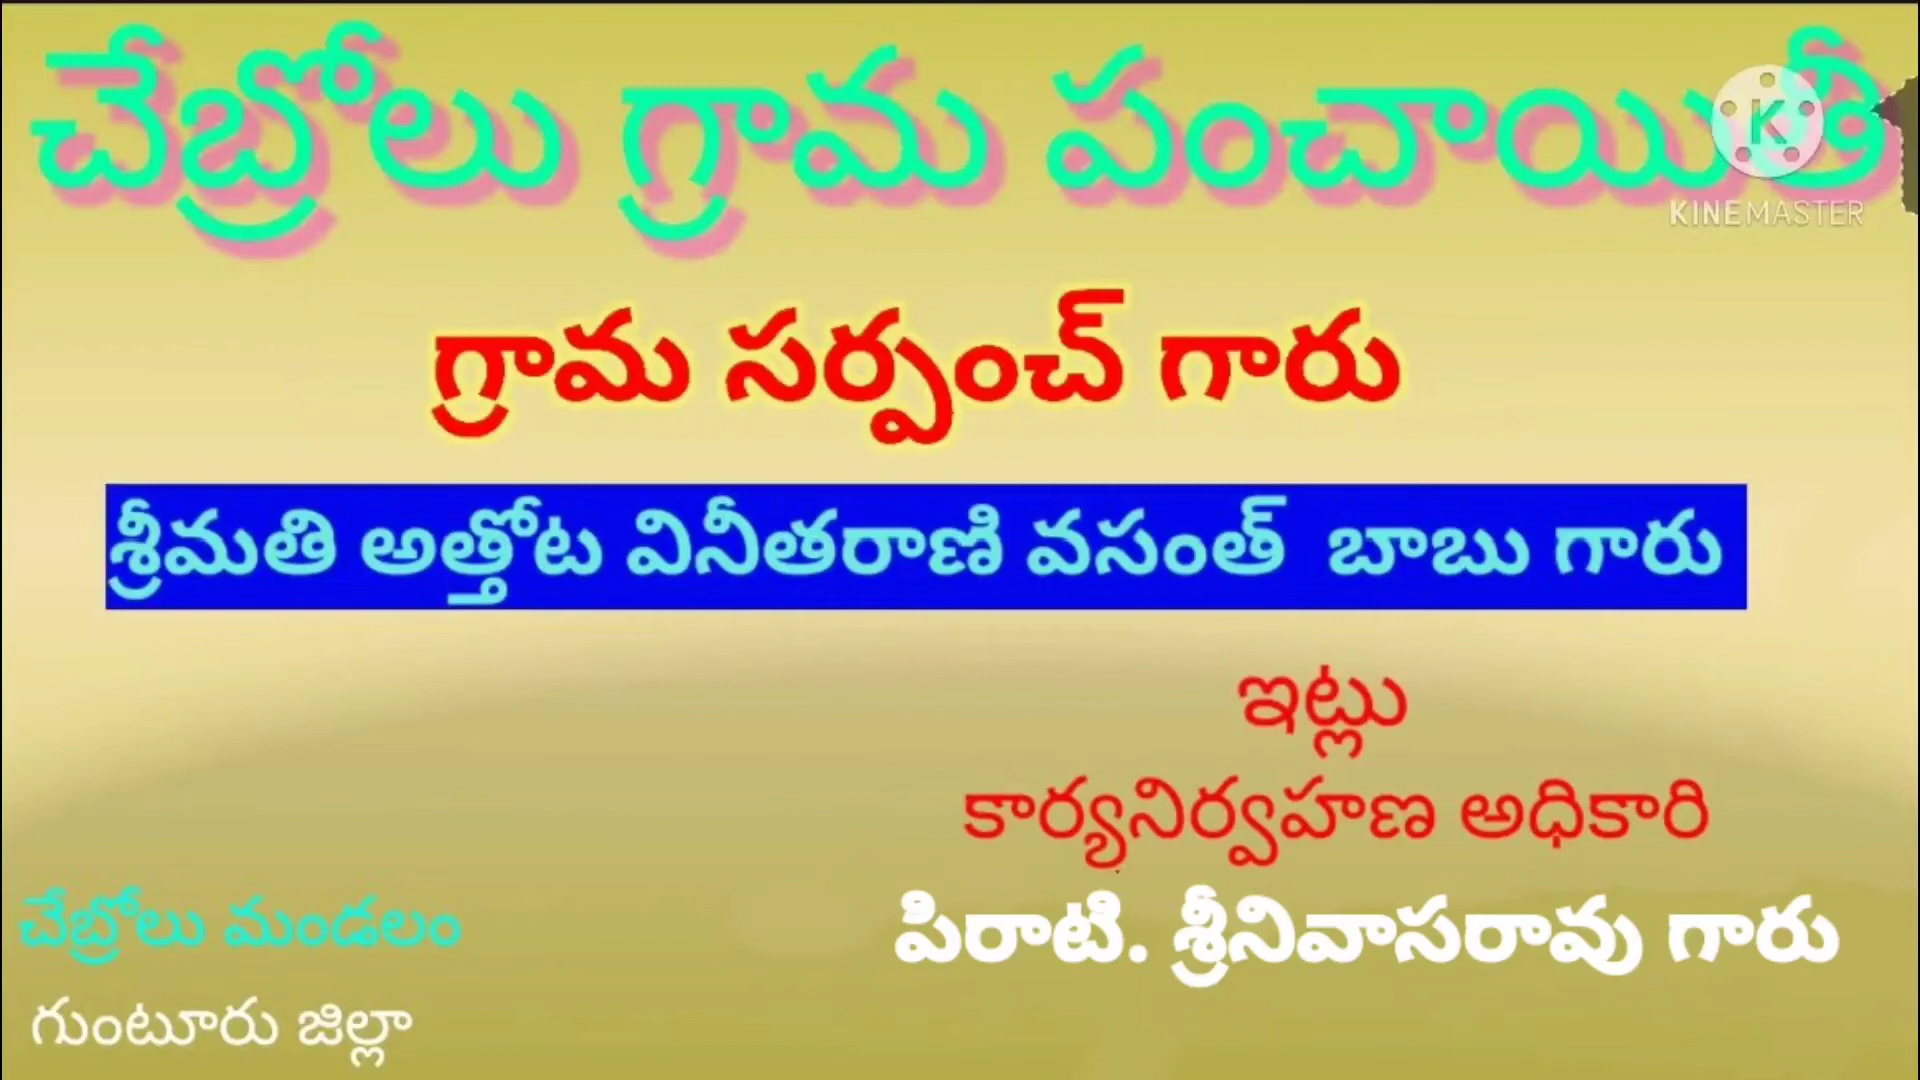 చేబ్రోలు గ్రామ పంచాయితీ
KINEMASTER
గ్రామ సర్పంచ్ గారు
శ్రీమతి అత్తోట వినీతరాణి వసంత్ బాబు గారు
ఇట్లు
కార్యనిర్వహణ అధికారి
పిరాటి. శ్రీనివాసరావు గారు
చేబ్రోలు మండలం
గుంటూరు జిల్లా